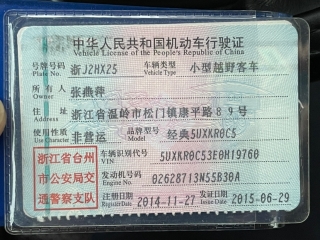 中华人民共和国机动车行驶证
Vehicle License of the People's Republic of China
号牌号码 浙J2HX25 车辆类型 小型越野客车
Plate No. Vehicle Type
所有人 张燕萍
Owner
住址 浙江省温岭市松门镇康平路89号
Address
使用性质 非营运 品牌型号 经典5UXKR0C5
Use Character Model
浙江省台州
市公安局交
通警察支队
车辆识别代号 5UXKR0C53E0H19760
VIN
发动机号码 02628713N55B30A
Engine No.
注册日期 2014-11-27 发证日期 2015-06-29
Register Date Issue Date